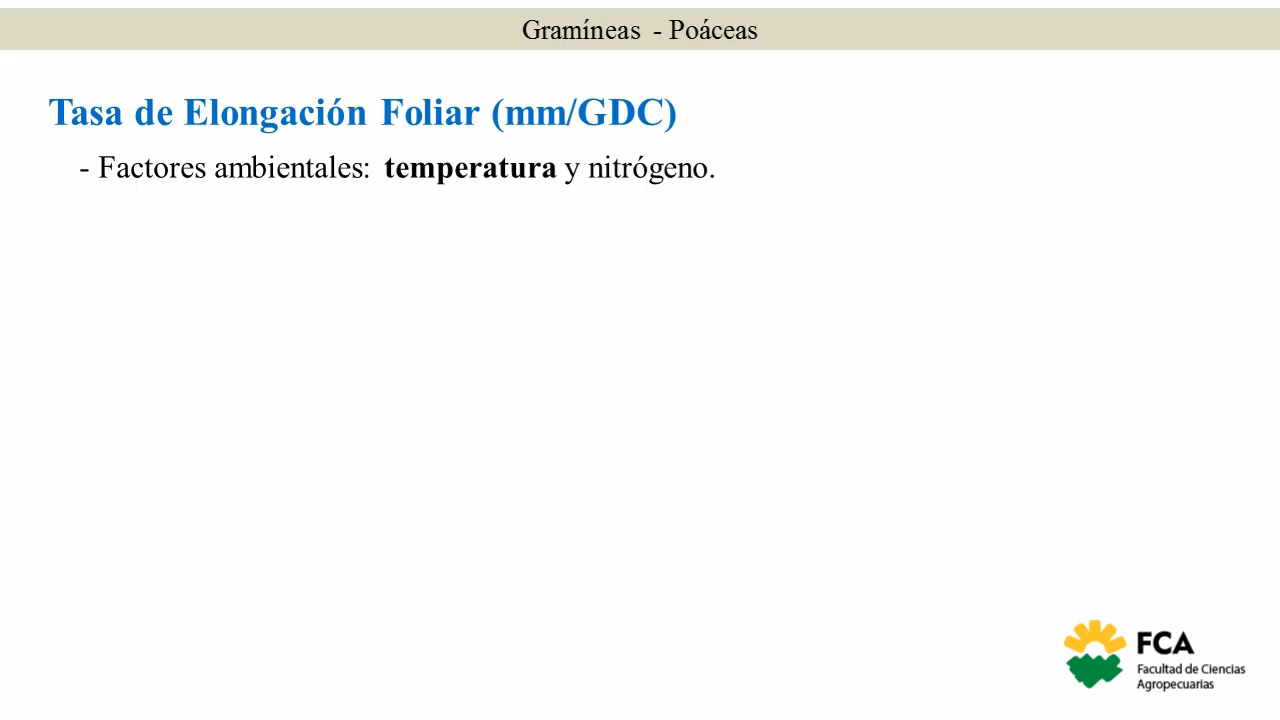 Gramíneas - Poáceas
Tasa de Elongación Foliar (mm/GDC)
- Factores ambientales: temperatura y nitrógeno.
FCA
Facultad de Ciencias
Agropecuarias